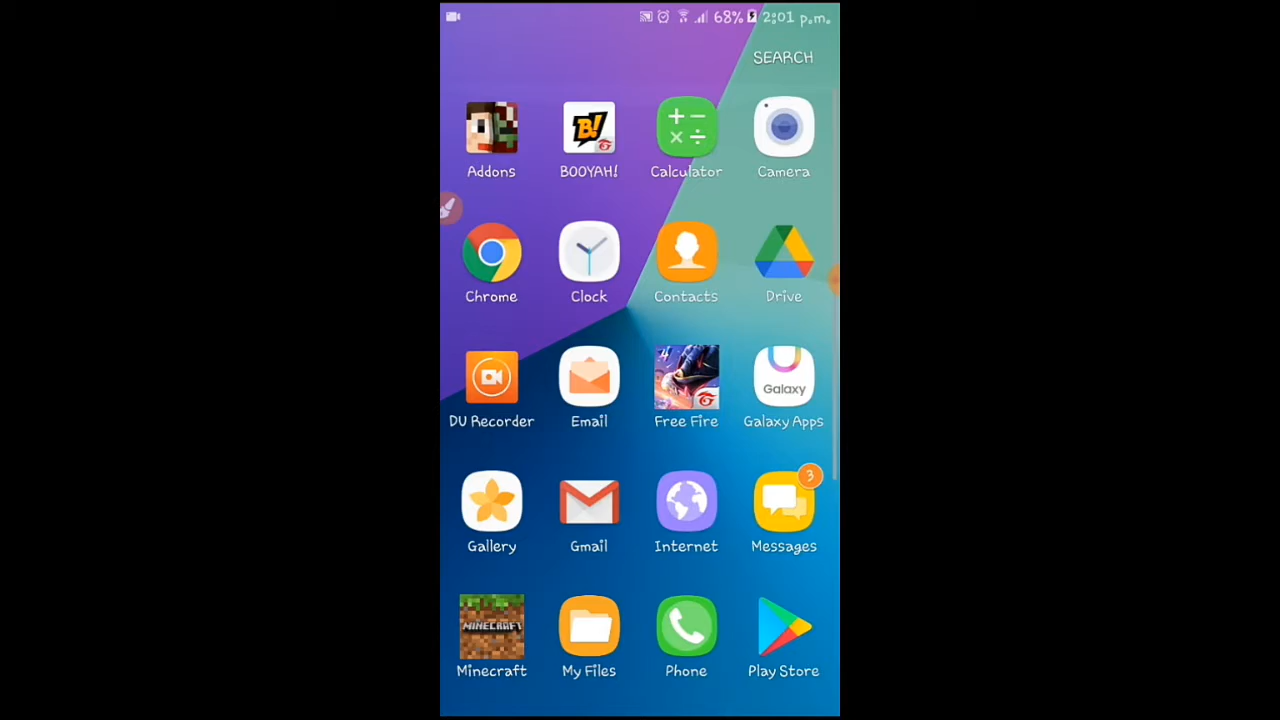 68% 2:01 p.m.
SEARCH
B!
Addons BOOYAH! Calculator Camera
Chrome Clock Contacts Drive
Galaxy
DU Recorder Email Free Fire Galaxy Apps
3
Gallery Gmail Internet Messages
MINECRAFT
Minecraft My Files Phone Play Store